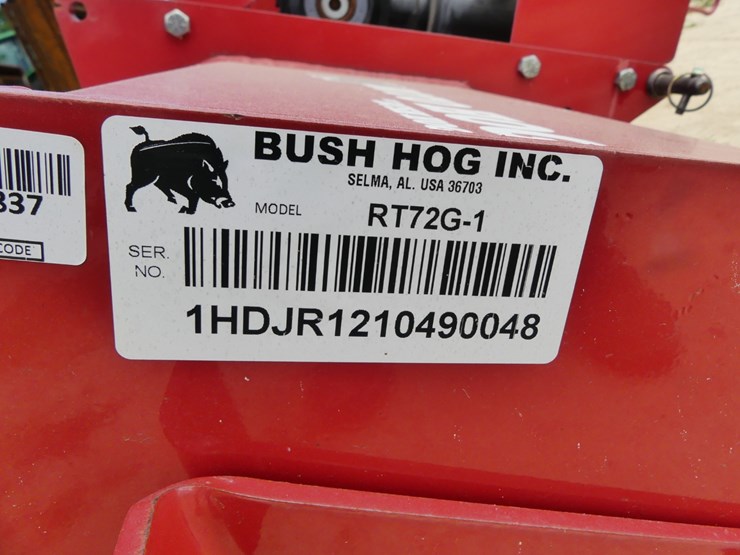 BUSH HOG INC.
SELMA, AL. USA 36703
MODEL RT72G-1
SER.
NO.
1HDJR1210490048
337
CODE